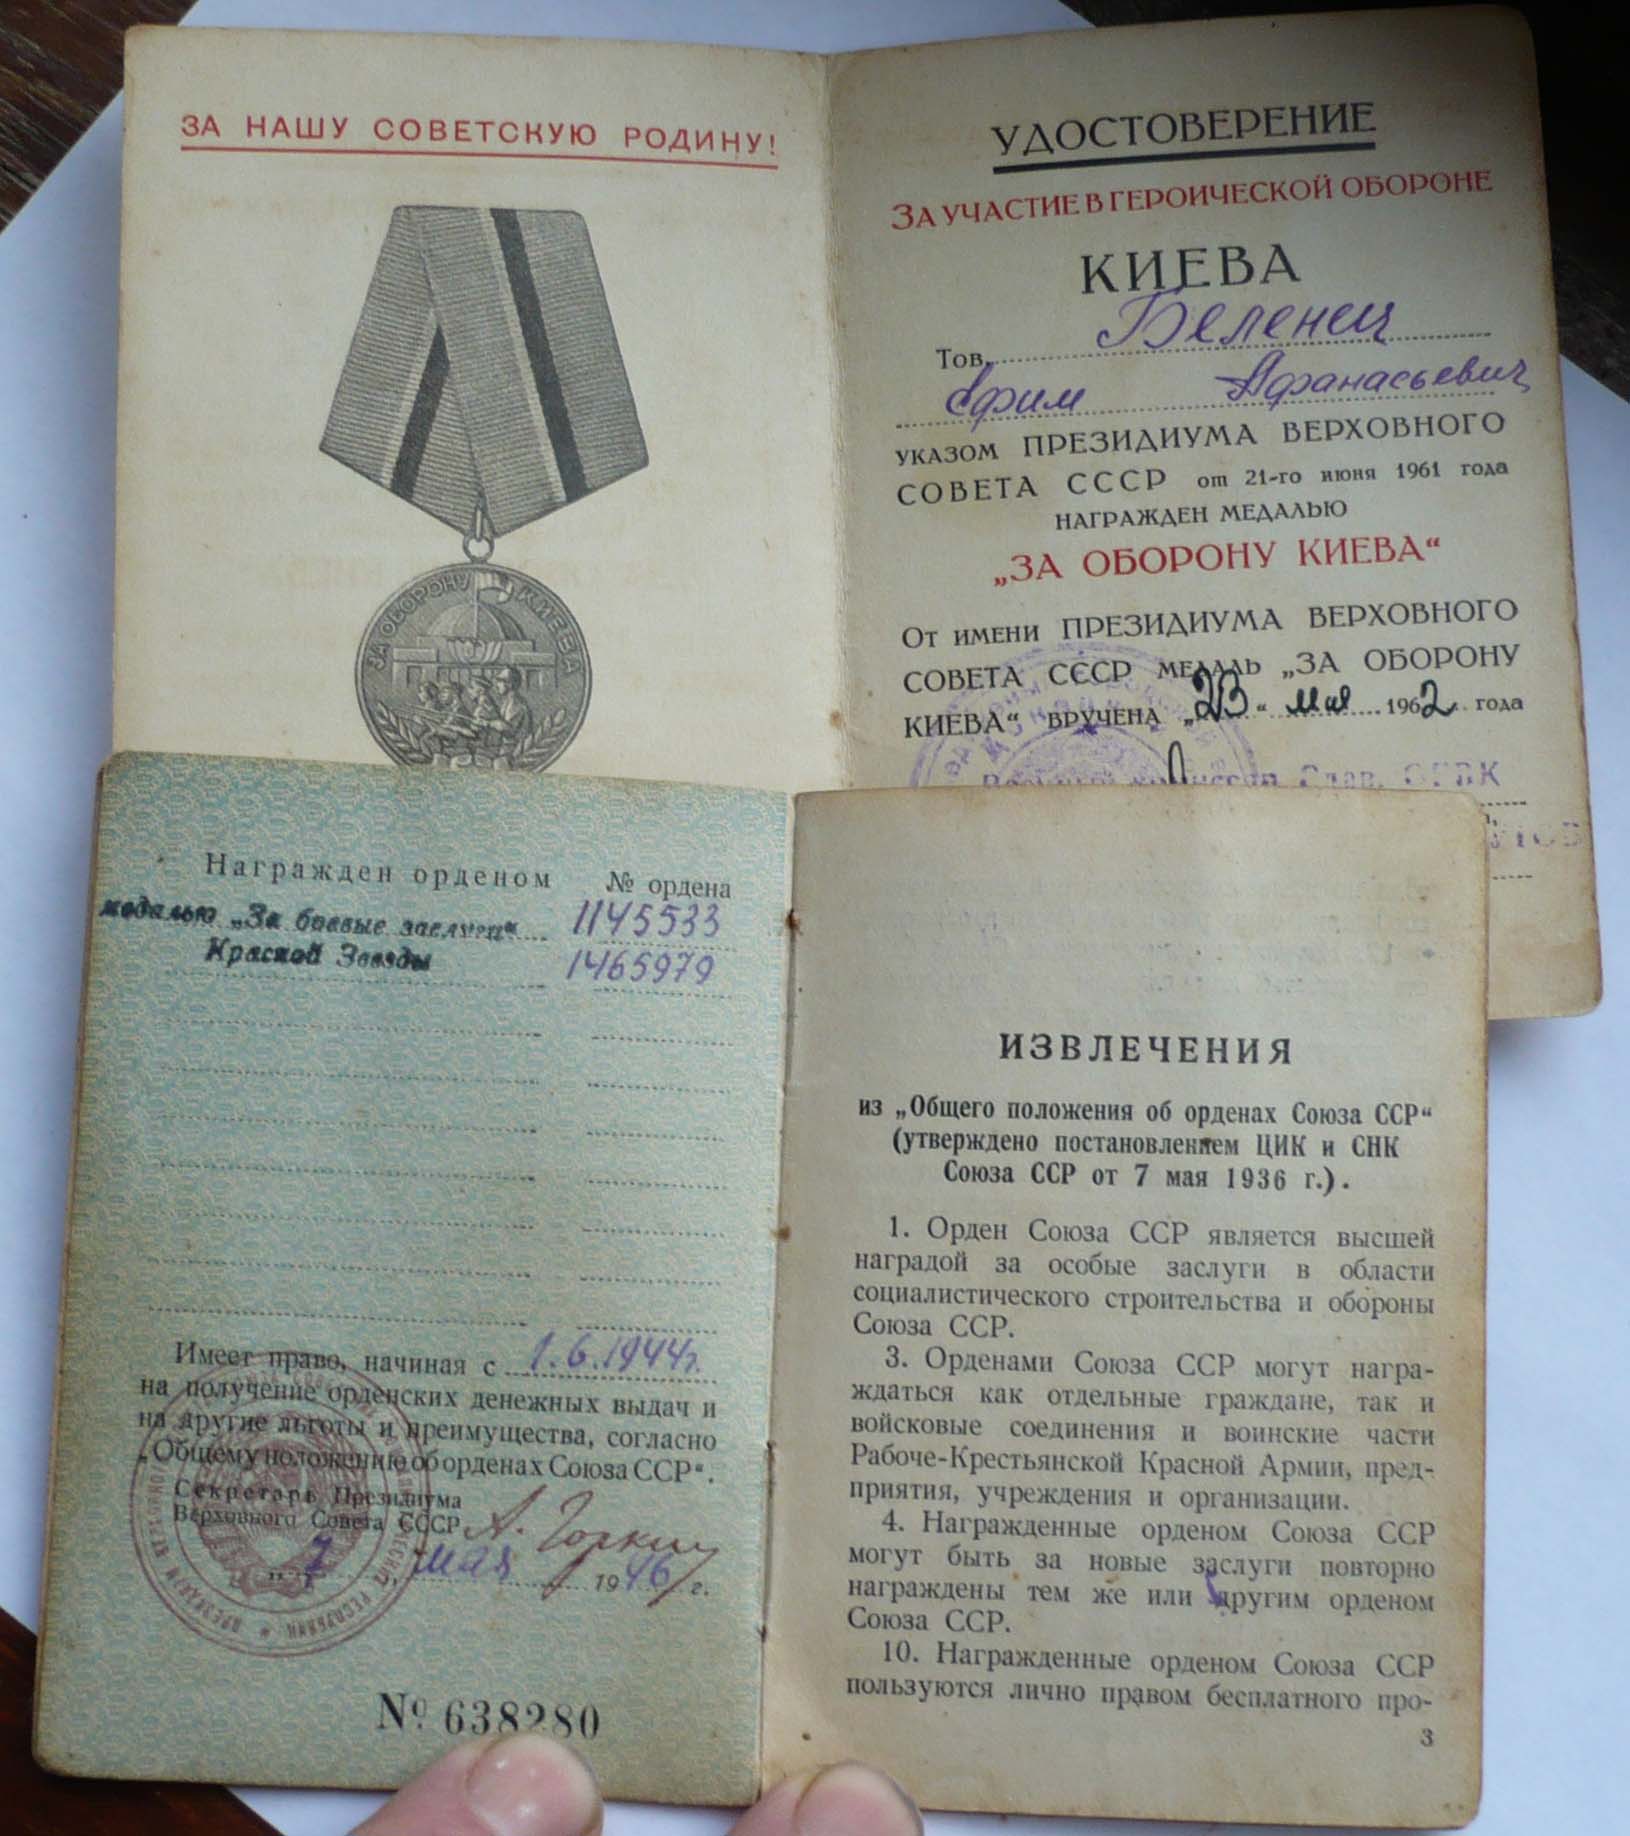 ЗА НАШУ СОВЕТСКУЮ РОДИНУ!
ЗА ОБОРОНУ КИЕВА
УДОСТОВЕРЕНИЕ
ЗА УЧАСТИЕ В ГЕРОИЧЕСКОЙ ОБОРОНЕ
КИЕВА
Тов. Беленец
Ефим Афанасьевич
УКАЗОМ ПРЕЗИДИУМА ВЕРХОВНОГО
СОВЕТА СССР от 21-го июня 1961 года
НАГРАЖДЕН МЕДАЛЬЮ
„ЗА ОБОРОНУ КИЕВА“
От имени ПРЕЗИДИУМА ВЕРХОВНОГО
СОВЕТА СССР МЕДАЛЬ „ЗА ОБОРОНУ
КИЕВА“ ВРУЧЕНА „23“ мая 1962 года
Награжден орденом № ордена
медалью „За боевые заслуги“ 1145533
Красной Звезды 1465979
Имеет право, начиная с 1.6.1944г.
на получение орденских денежных выдач и
на другие льготы и преимущества, согласно
„Общему положению об орденах Союза ССР“.
Секретарь Президиума
Верховного Совета СССР А. Горкин
„7“ мая 1946 г.
№ 638280
ИЗВЛЕЧЕНИЯ
из „Общего положения об орденах Союза ССР“
(утверждено постановлением ЦИК и СНК
Союза ССР от 7 мая 1936 г.).
1. Орден Союза ССР является высшей
наградой за особые заслуги в области
социалистического строительства и обороны
Союза ССР.
3. Орденами Союза ССР могут награ-
ждаться как отдельные граждане, так и
войсковые соединения и воинские части
Рабоче-Крестьянской Красной Армии, пред-
приятия, учреждения и организации.
4. Награжденные орденом Союза ССР
могут быть за новые заслуги повторно
награждены тем же или другим орденом
Союза ССР.
10. Награжденные орденом Союза ССР
пользуются лично правом бесплатного про-
3